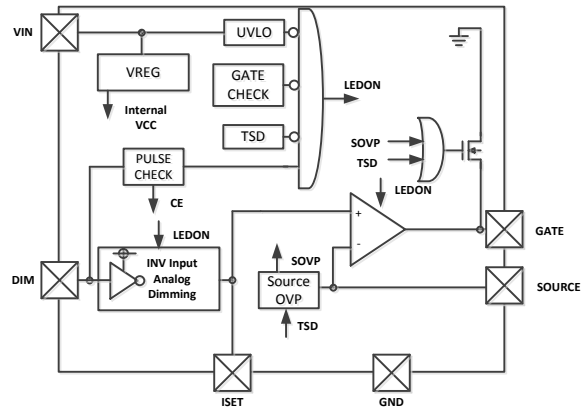 VIN
UVLO
VREG
GATE
CHECK
LEDON
Internal
VCC
TSD
SOVP
TSD
PULSE
CHECK
LEDON
CE
+
LEDON
GATE
-
INV Input
Analog
Dimming
SOVP
DIM
Source
OVP
SOURCE
TSD
ISET
GND